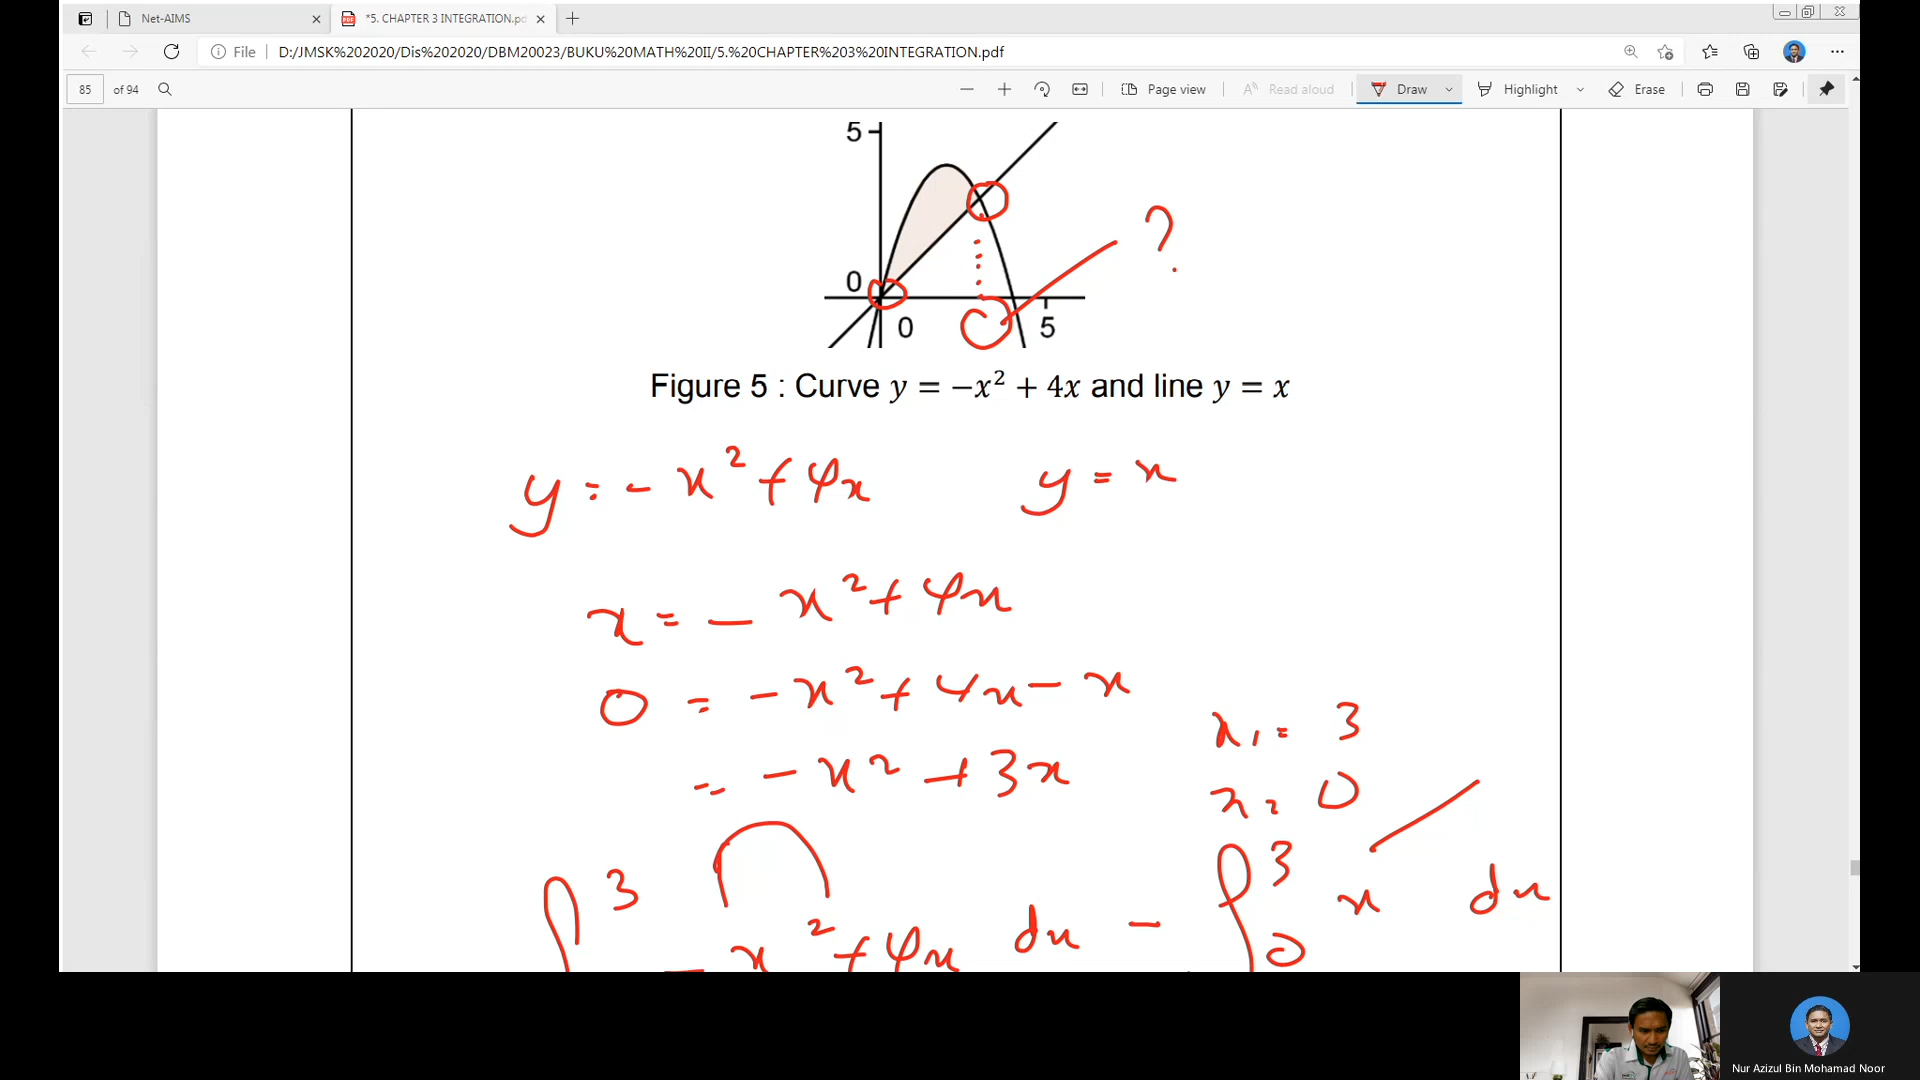 Net-AIMS
*5. CHAPTER 3 INTEGRATION.pd
File
D:/JMSK%202020/Dis%202020/DBM20023/BUKU%20MATH%20II/5.%20CHAPTER%203%20INTEGRATION.pdf
85 of 94
Page view
Read aloud
Draw
Highlight
Erase
5
?
0
0 5
Figure 5 : Curve y = −x² + 4x and line y = x
y = - x² + 4x y = x
x = - x² + 4x
0 = - x² + 4x - x
= - x² + 3x
x₁ = 3
x₂ 0
∫ 3 - x² + 4x dx - ∫ 3 0 x dx
Nur Azizul Bin Mohamad Noor